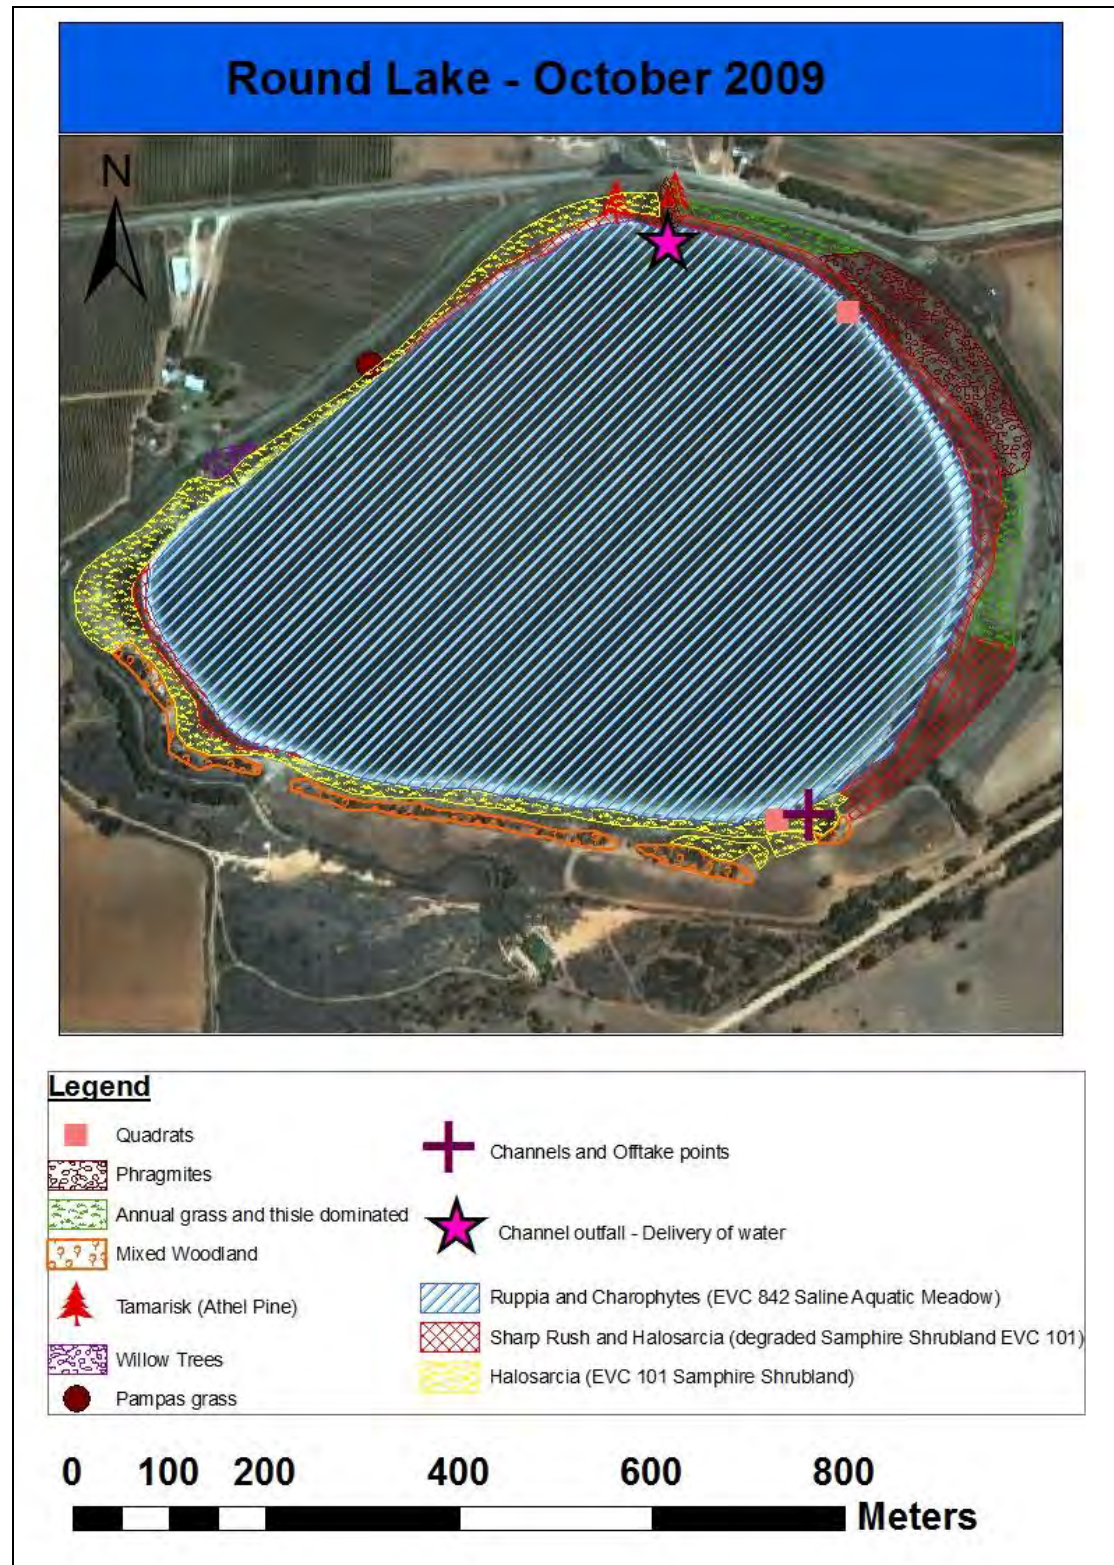 Round Lake - October 2009
N
Legend
Quadrats
Phragmites
Annual grass and thisle dominated
Mixed Woodland
Tamarisk (Athel Pine)
Willow Trees
Pampas grass
Channels and Offtake points
Channel outfall - Delivery of water
Ruppia and Charophytes (EVC 842 Saline Aquatic Meadow)
Sharp Rush and Halosarcia (degraded Samphire Shrubland EVC 101)
Halosarcia (EVC 101 Samphire Shrubland)
0 100 200 400 600 800
Meters